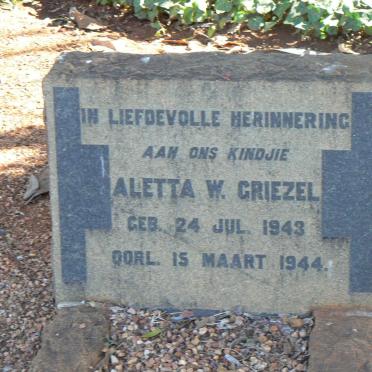 IN LIEFDEVOLLE HERINNERING
AAN ONS KINDJIE
ALETTA W. GRIEZEL
GEB. 24 JUL. 1943
OORL. 15 MAART 1944.